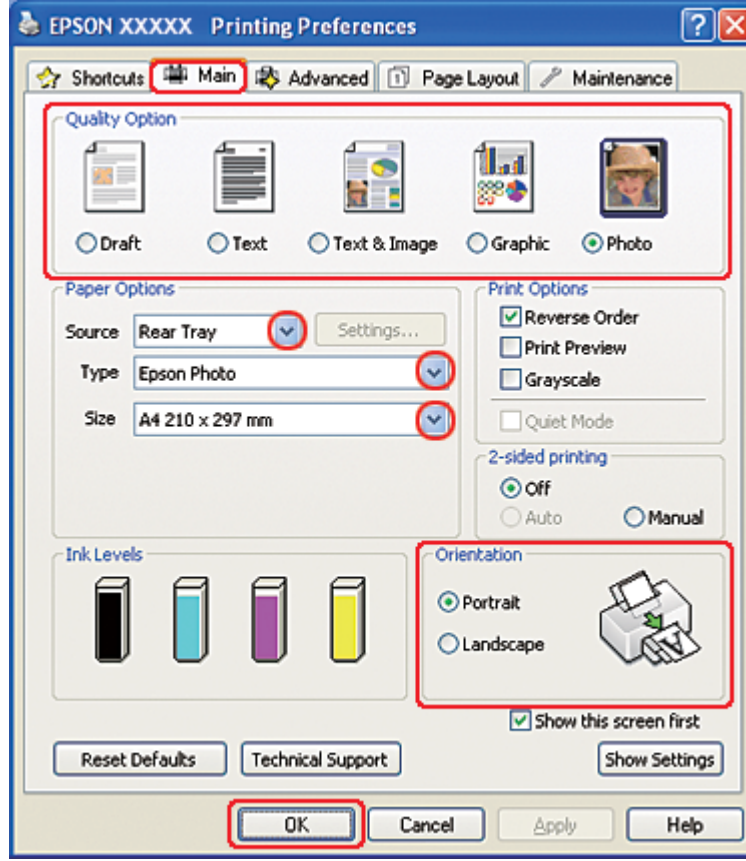 EPSON XXXXX Printing Preferences
Shortcuts Main Advanced Page Layout Maintenance
Quality Option
Draft Text Text & Image Graphic Photo
Paper Options
Source Rear Tray Settings...
Type Epson Photo
Size A4 210 x 297 mm
Print Options
Reverse Order
Print Preview
Grayscale
Quiet Mode
2-sided printing
Off
Auto Manual
Ink Levels
Orientation
Portrait
Landscape
Show this screen first
Reset Defaults Technical Support Show Settings
OK Cancel Apply Help